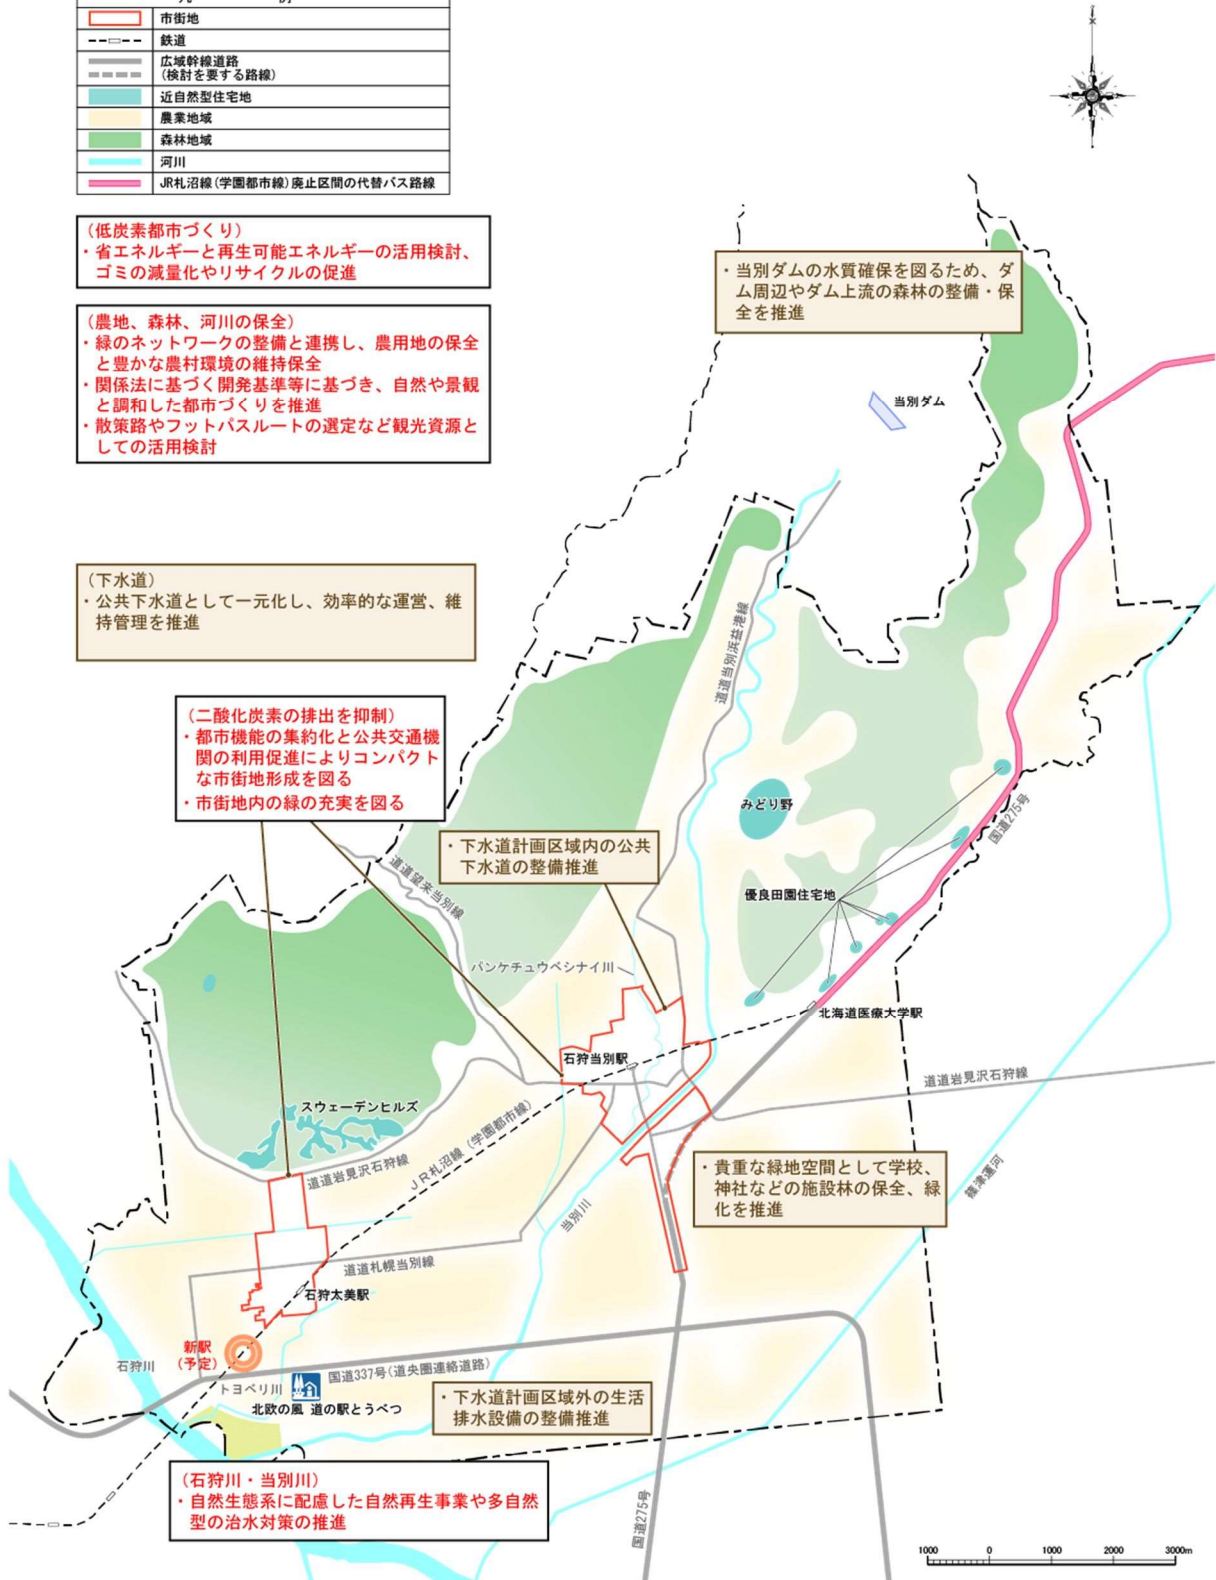 凡 例
市街地
鉄道
広域幹線道路
(検討を要する路線)
近自然型住宅地
農業地域
森林地域
河川
JR札沼線(学園都市線)廃止区間の代替バス路線
(低炭素都市づくり)
・省エネルギーと再生可能エネルギーの活用検討、
ゴミの減量化やリサイクルの促進
(農地、森林、河川の保全)
・緑のネットワークの整備と連携し、農用地の保全
と豊かな農村環境の維持保全
・関係法に基づく開発基準等に基づき、自然や景観
と調和した都市づくりを推進
・散策路やフットパスルートの選定など観光資源と
しての活用検討
・当別ダムの水質確保を図るため、ダ
ム周辺やダム上流の森林の整備・保
全を推進
当別ダム
(下水道)
・公共下水道として一元化し、効率的な運営、維
持管理を推進
道道当別浜益港線
(二酸化炭素の排出を抑制)
・都市機能の集約化と公共交通機
関の利用促進によりコンパクト
な市街地形成を図る
・市街地内の緑の充実を図る
みどり野
国道275号
・下水道計画区域内の公共
下水道の整備推進
道道望来当別線
優良田園住宅地
パンケチュウベシナイ川
北海道医療大学駅
石狩当別駅
道道岩見沢石狩線
スウェーデンヒルズ
JR札沼線(学園都市線)
道道岩見沢石狩線
・貴重な緑地空間として学校、
神社などの施設林の保全、緑
化を推進
篠津運河
当別川
道道札幌当別線
石狩太美駅
新駅
(予定)
石狩川
国道337号(道央圏連絡道路)
トヨベリ川
北欧の風 道の駅とうべつ
・下水道計画区域外の生活
排水設備の整備推進
(石狩川・当別川)
・自然生態系に配慮した自然再生事業や多自然
型の治水対策の推進
国道275号
1000 0 1000 2000 3000m